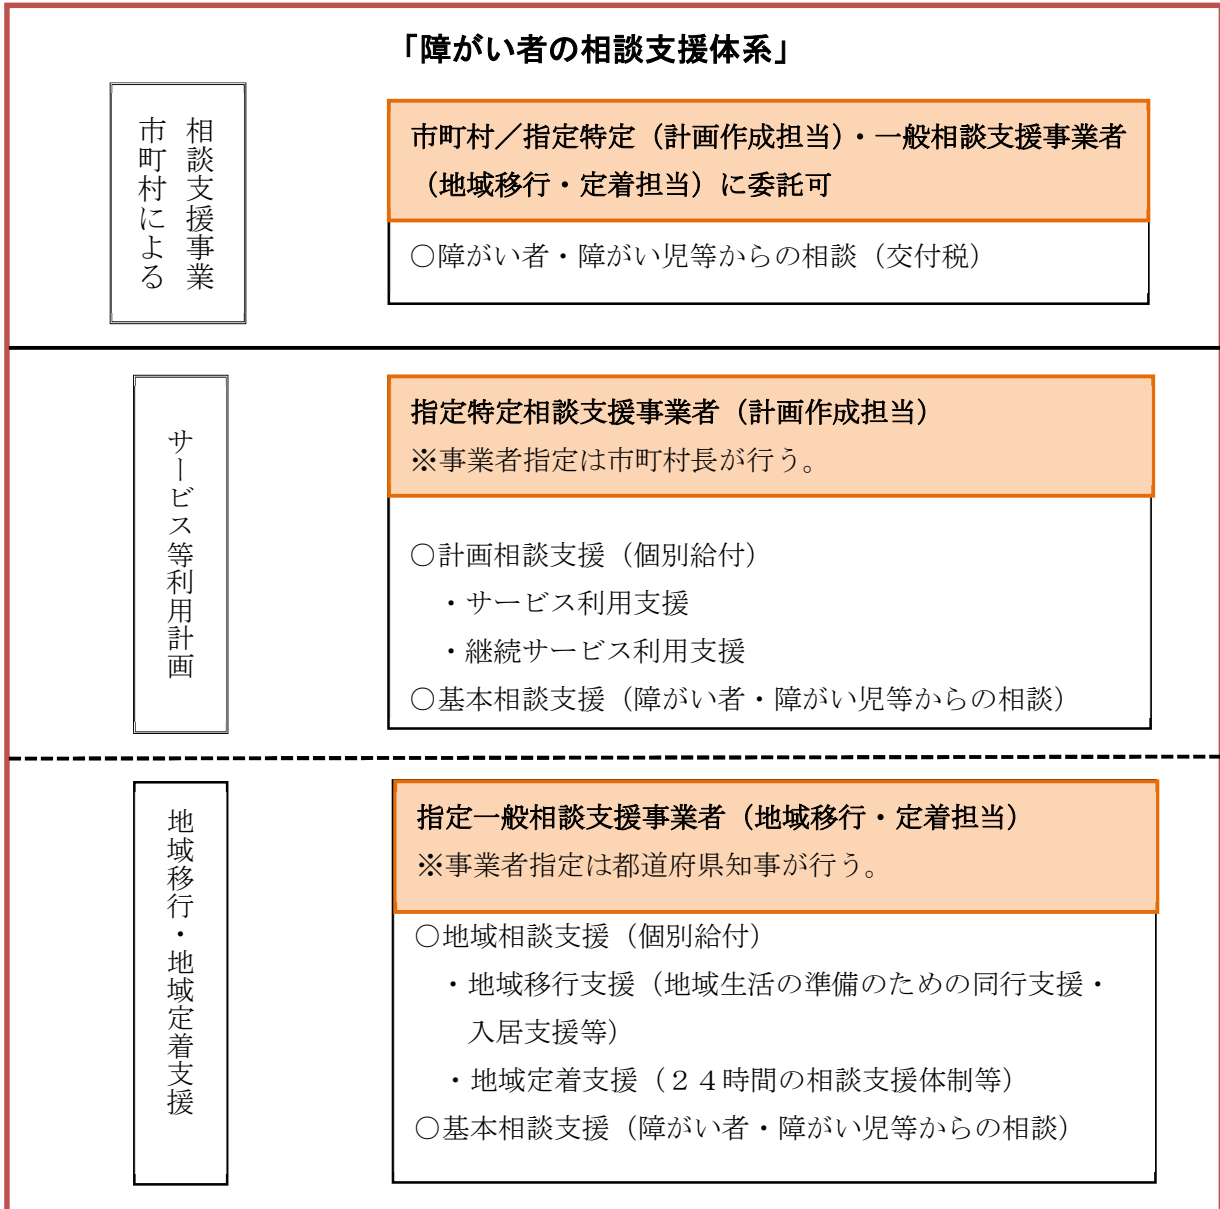 「障がい者の相談支援体系」
市町村による
相談支援事業
市町村／指定特定（計画作成担当）・一般相談支援事業者
（地域移行・定着担当）に委託可
○障がい者・障がい児等からの相談（交付税）
サービス等利用計画
指定特定相談支援事業者（計画作成担当）
※事業者指定は市町村長が行う。
○計画相談支援（個別給付）
・サービス利用支援
・継続サービス利用支援
○基本相談支援（障がい者・障がい児等からの相談）
地域移行・地域定着支援
指定一般相談支援事業者（地域移行・定着担当）
※事業者指定は都道府県知事が行う。
○地域相談支援（個別給付）
・地域移行支援（地域生活の準備のための同行支援・
入居支援等）
・地域定着支援（２４時間の相談支援体制等）
○基本相談支援（障がい者・障がい児等からの相談）